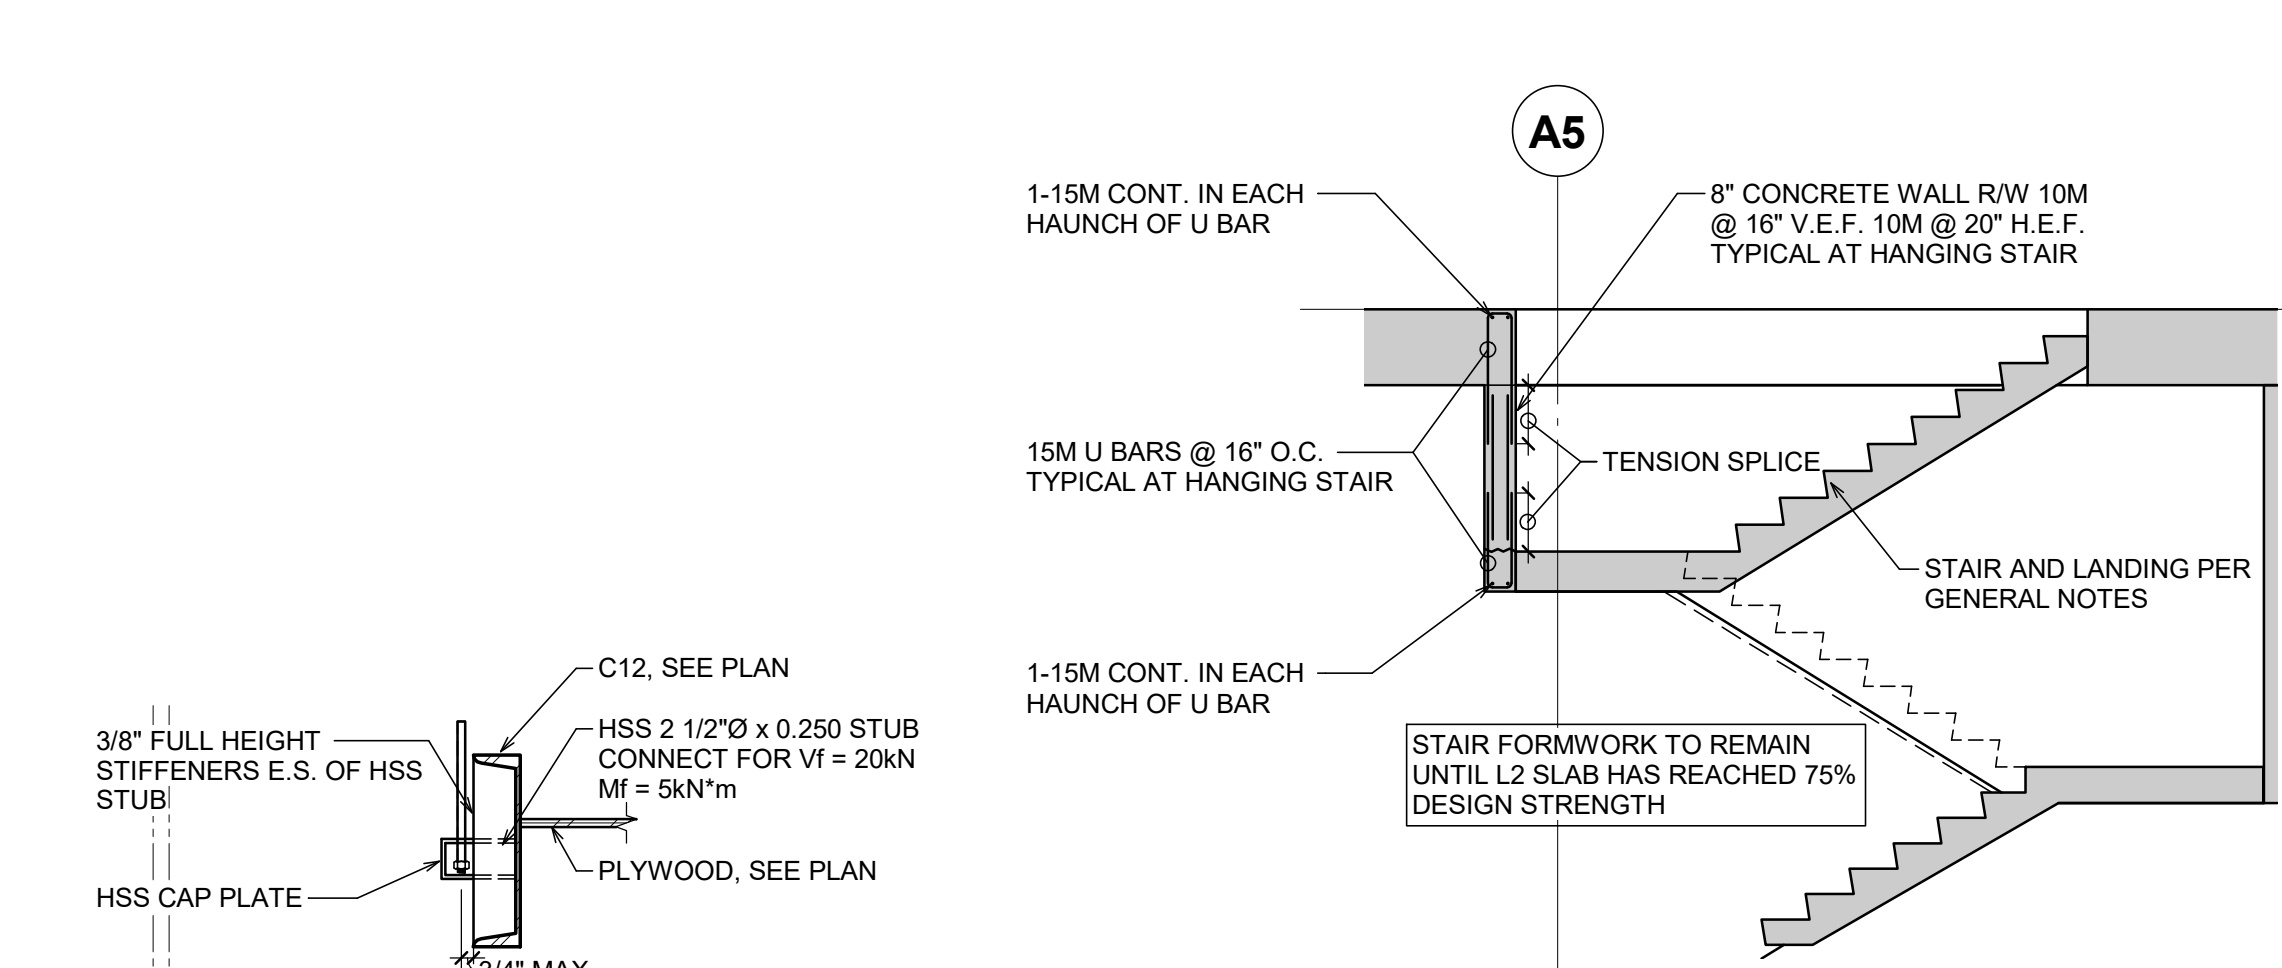 A5
1-15M CONT. IN EACH
HAUNCH OF U BAR
8" CONCRETE WALL R/W 10M
@ 16" V.E.F. 10M @ 20" H.E.F.
TYPICAL AT HANGING STAIR
15M U BARS @ 16" O.C.
TYPICAL AT HANGING STAIR
TENSION SPLICE
STAIR AND LANDING PER
GENERAL NOTES
1-15M CONT. IN EACH
HAUNCH OF U BAR
STAIR FORMWORK TO REMAIN
UNTIL L2 SLAB HAS REACHED 75%
DESIGN STRENGTH
C12, SEE PLAN
HSS 2 1/2"Ø x 0.250 STUB
CONNECT FOR Vf = 20kN
Mf = 5kN*m
3/8" FULL HEIGHT
STIFFENERS E.S. OF HSS
STUB
PLYWOOD, SEE PLAN
HSS CAP PLATE
3/4" MAX